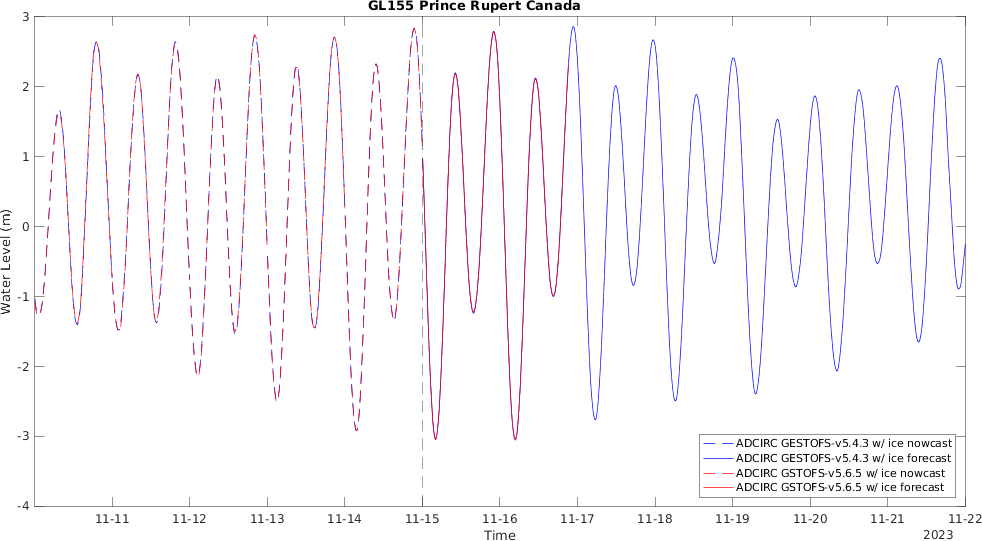 GL155 Prince Rupert Canada
3
2
1
0
-1
-2
-3
-4
Water Level (m)
ADCIRC GESTOFS-v5.4.3 w/ ice nowcast
ADCIRC GESTOFS-v5.4.3 w/ ice forecast
ADCIRC GSTOFS-v5.6.5 w/ ice nowcast
ADCIRC GSTOFS-v5.6.5 w/ ice forecast
11-11 11-12 11-13 11-14 11-15 11-16 11-17 11-18 11-19 11-20 11-21 11-22
Time
2023